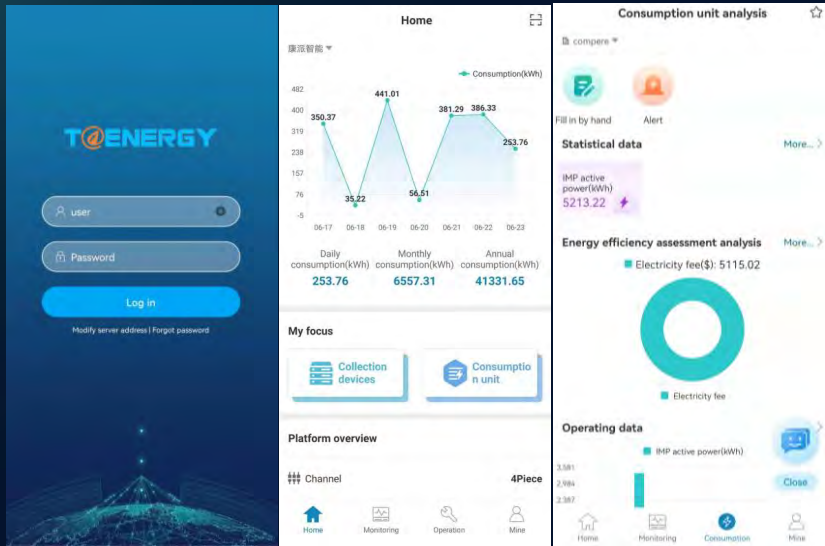 T@ENERGY
user
Password
Log in
Modify server address | Forgot password
Home
康派智能
Consumption(kWh)
482
400
319
238
157
76
-5
350.37
35.22
441.01
56.51
381.29
386.33
253.76
06-17 06-18 06-19 06-20 06-21 06-22 06-23
Daily
consumption(kWh)
253.76
Monthly
consumption(kWh)
6557.31
Annual
consumption(kWh)
41331.65
My focus
Collection
devices
Consumptio
n unit
Platform overview
Channel
4Piece
Home
Monitoring
Operation
Mine
Consumption unit analysis
compere
Fill in by hand
Alert
Statistical data
More...
IMP active
power(kWh)
5213.22
Energy efficiency assessment analysis
More...
Electricity fee($): 5115.02
Electricity fee
Operating data
IMP active power(kWh)
3,581
2,984
2,387
Close
Home
Monitoring
Consumption
Mine